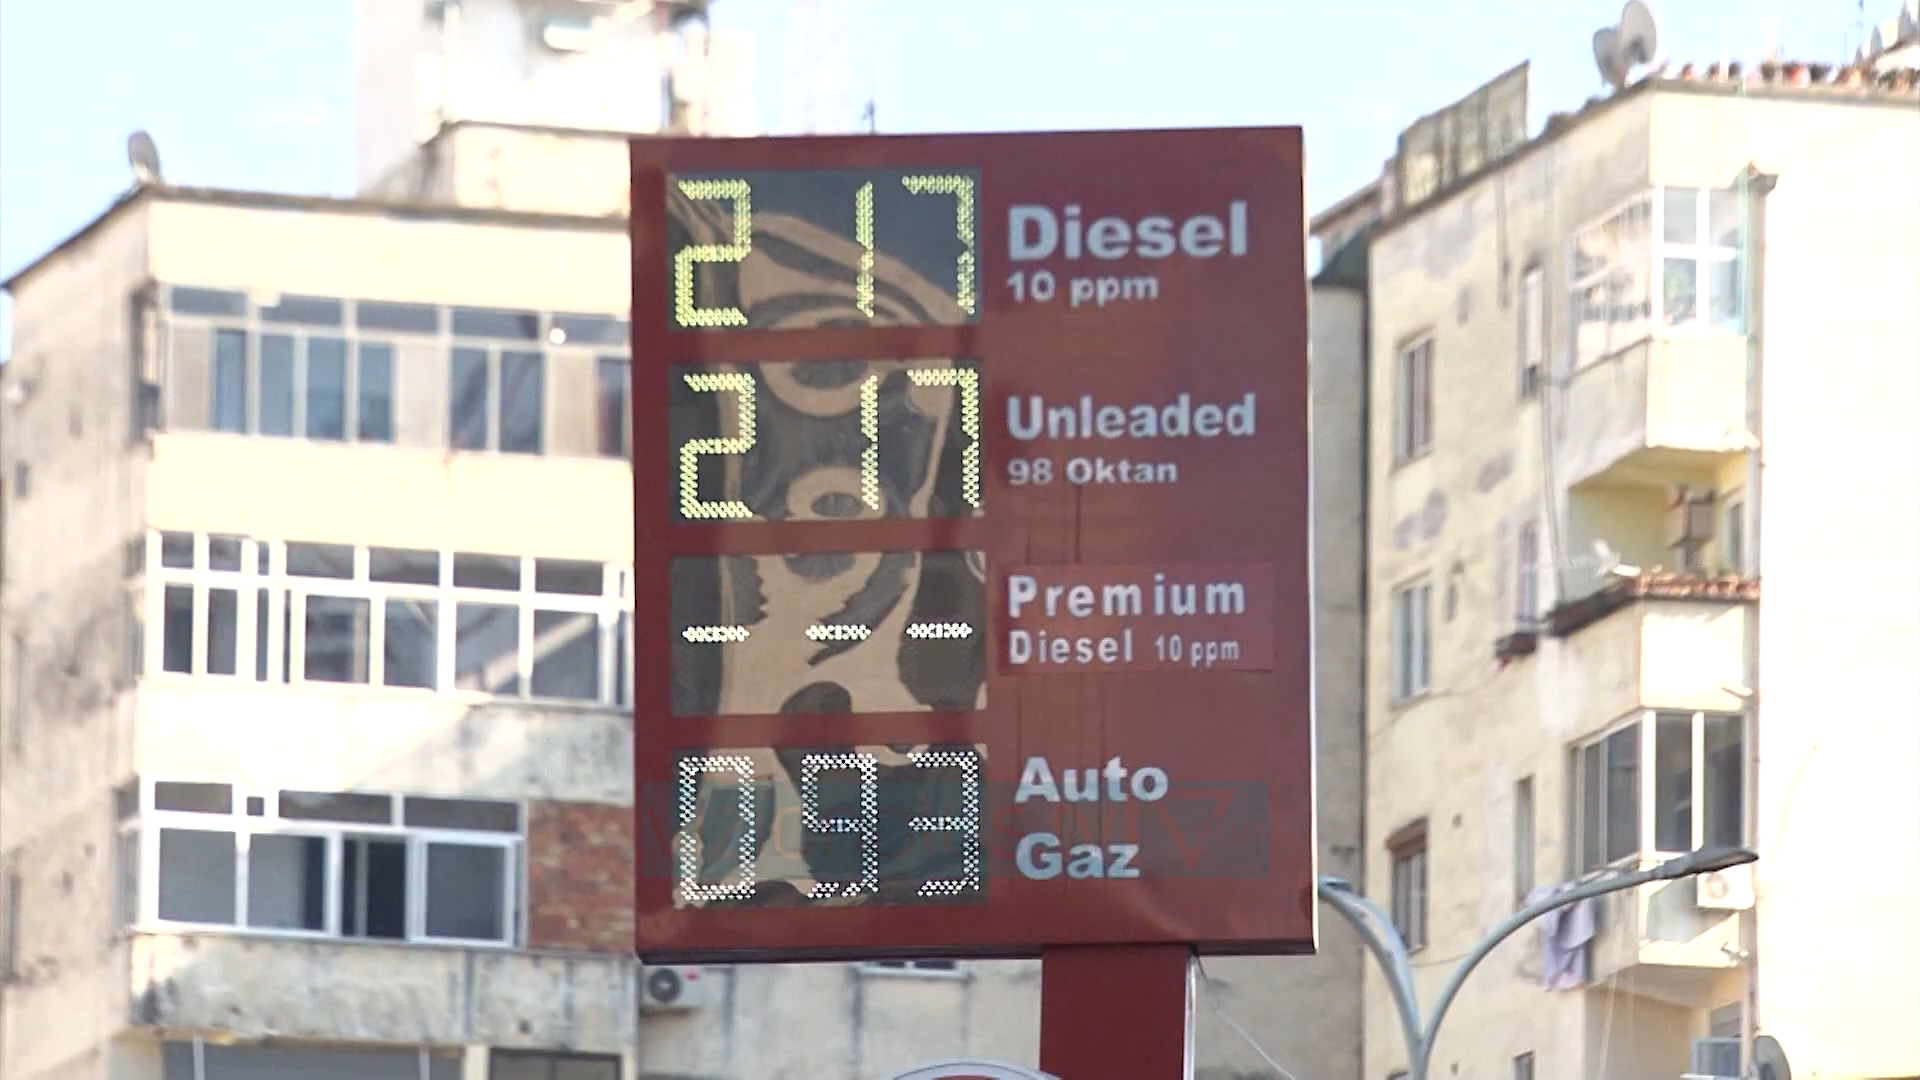 217 Diesel
10 ppm
217 Unleaded
98 Oktan
--- Premium
Diesel 10 ppm
093 Auto
Gaz